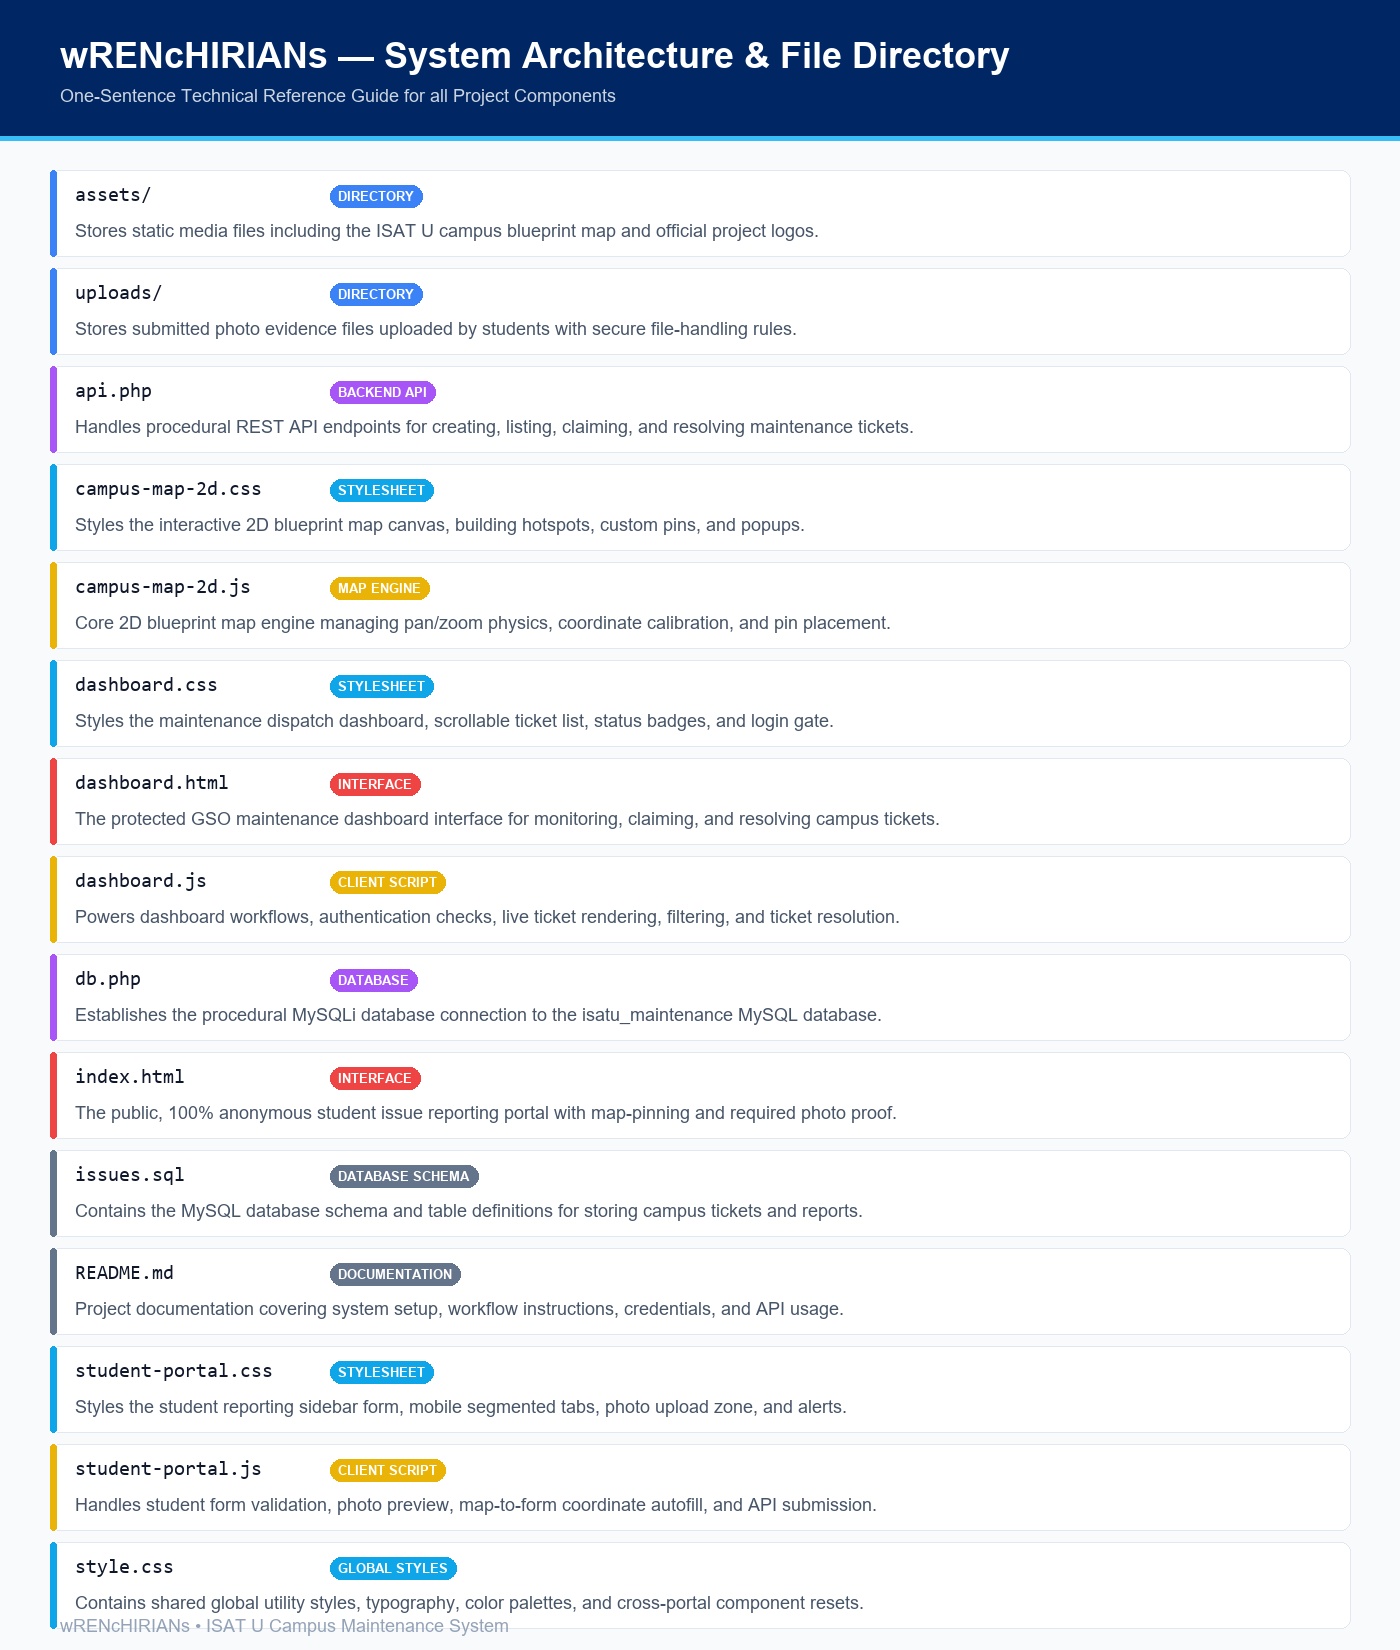 wRENcHIRIANs — System Architecture & File Directory
One-Sentence Technical Reference Guide for all Project Components
assets/ DIRECTORY
Stores static media files including the ISAT U campus blueprint map and official project logos.
uploads/ DIRECTORY
Stores submitted photo evidence files uploaded by students with secure file-handling rules.
api.php BACKEND API
Handles procedural REST API endpoints for creating, listing, claiming, and resolving maintenance tickets.
campus-map-2d.css STYLESHEET
Styles the interactive 2D blueprint map canvas, building hotspots, custom pins, and popups.
campus-map-2d.js MAP ENGINE
Core 2D blueprint map engine managing pan/zoom physics, coordinate calibration, and pin placement.
dashboard.css STYLESHEET
Styles the maintenance dispatch dashboard, scrollable ticket list, status badges, and login gate.
dashboard.html INTERFACE
The protected GSO maintenance dashboard interface for monitoring, claiming, and resolving campus tickets.
dashboard.js CLIENT SCRIPT
Powers dashboard workflows, authentication checks, live ticket rendering, filtering, and ticket resolution.
db.php DATABASE
Establishes the procedural MySQLi database connection to the isatu_maintenance MySQL database.
index.html INTERFACE
The public, 100% anonymous student issue reporting portal with map-pinning and required photo proof.
issues.sql DATABASE SCHEMA
Contains the MySQL database schema and table definitions for storing campus tickets and reports.
README.md DOCUMENTATION
Project documentation covering system setup, workflow instructions, credentials, and API usage.
student-portal.css STYLESHEET
Styles the student reporting sidebar form, mobile segmented tabs, photo upload zone, and alerts.
student-portal.js CLIENT SCRIPT
Handles student form validation, photo preview, map-to-form coordinate autofill, and API submission.
style.css GLOBAL STYLES
Contains shared global utility styles, typography, color palettes, and cross-portal component resets.
wRENcHIRIANs • ISAT U Campus Maintenance System